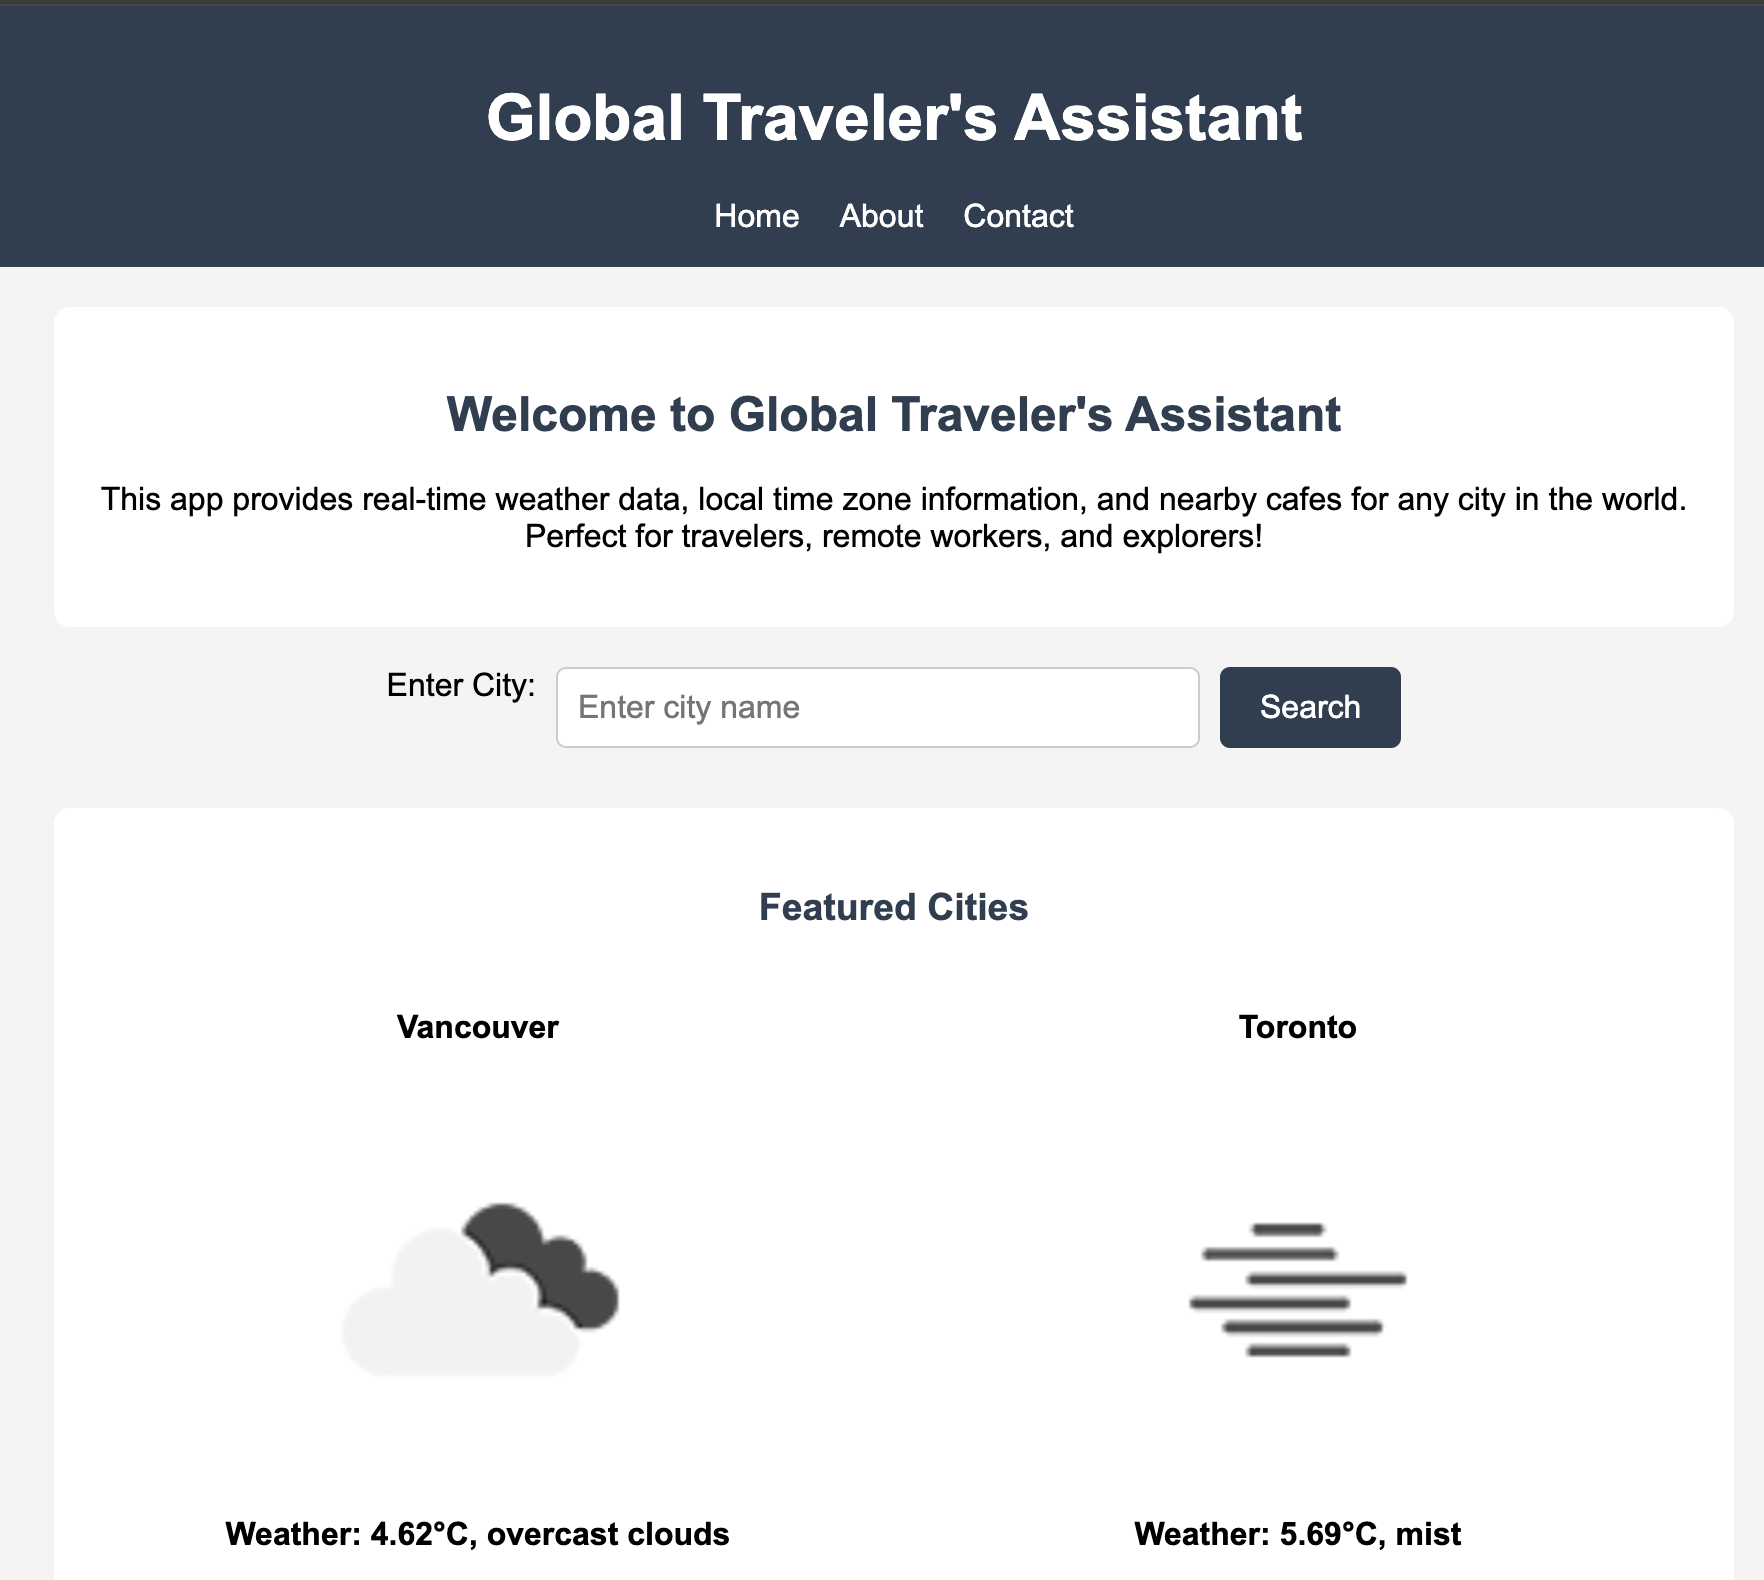 Global Traveler's Assistant
Home About Contact
Welcome to Global Traveler's Assistant
This app provides real-time weather data, local time zone information, and nearby cafes for any city in the world.
Perfect for travelers, remote workers, and explorers!
Enter City: Enter city name Search
Featured Cities
Vancouver Toronto
Weather: 4.62°C, overcast clouds Weather: 5.69°C, mist